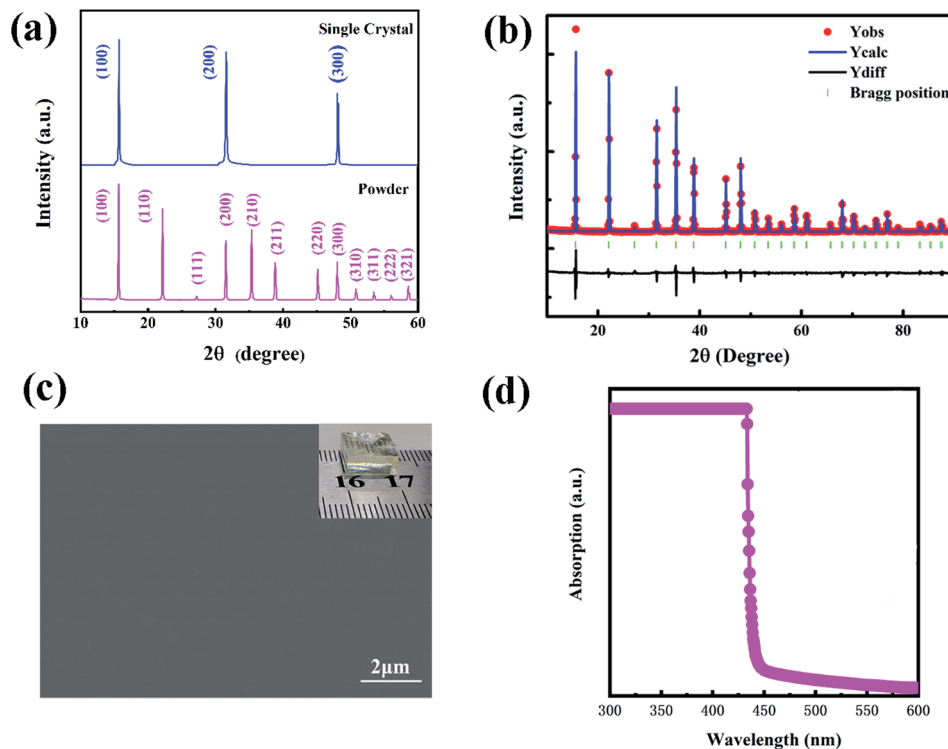 (a)
Single Crystal
(100)
(200)
(300)
Powder
(100)
(110)
(111)
(200)
(210)
(211)
(220)
(300)
(310)
(311)
(222)
(321)
Intensity (a.u.)
10 20 30 40 50 60
2θ (degree)
(b)
Yobs
Ycalc
Ydiff
Bragg position
Intensity (a.u.)
20 40 60 80
2θ (Degree)
(c)
16 17
2μm
(d)
Absorption (a.u.)
300 350 400 450 500 550 600
Wavelength (nm)